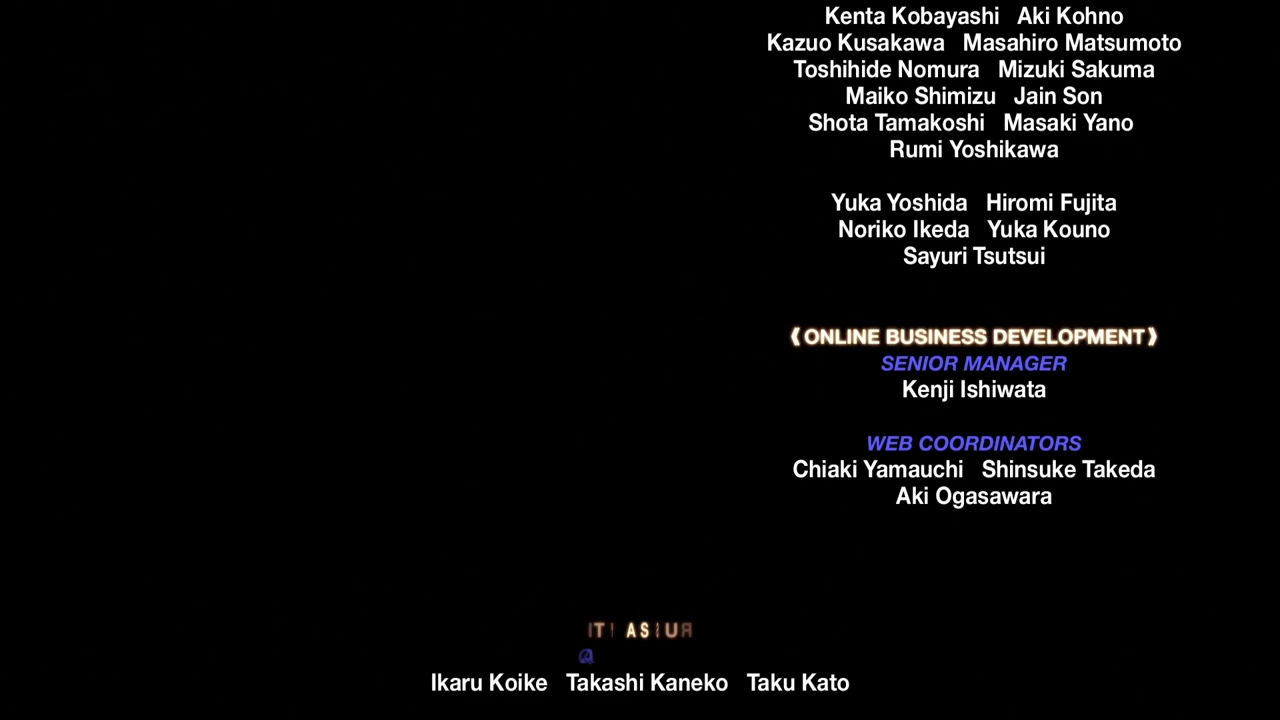 Kenta Kobayashi Aki Kohno
Kazuo Kusakawa Masahiro Matsumoto
Toshihide Nomura Mizuki Sakuma
Maiko Shimizu Jain Son
Shota Tamakoshi Masaki Yano
Rumi Yoshikawa
Yuka Yoshida Hiromi Fujita
Noriko Ikeda Yuka Kouno
Sayuri Tsutsui
《ONLINE BUSINESS DEVELOPMENT》
SENIOR MANAGER
Kenji Ishiwata
WEB COORDINATORS
Chiaki Yamauchi Shinsuke Takeda
Aki Ogasawara
Ikaru Koike Takashi Kaneko Taku Kato